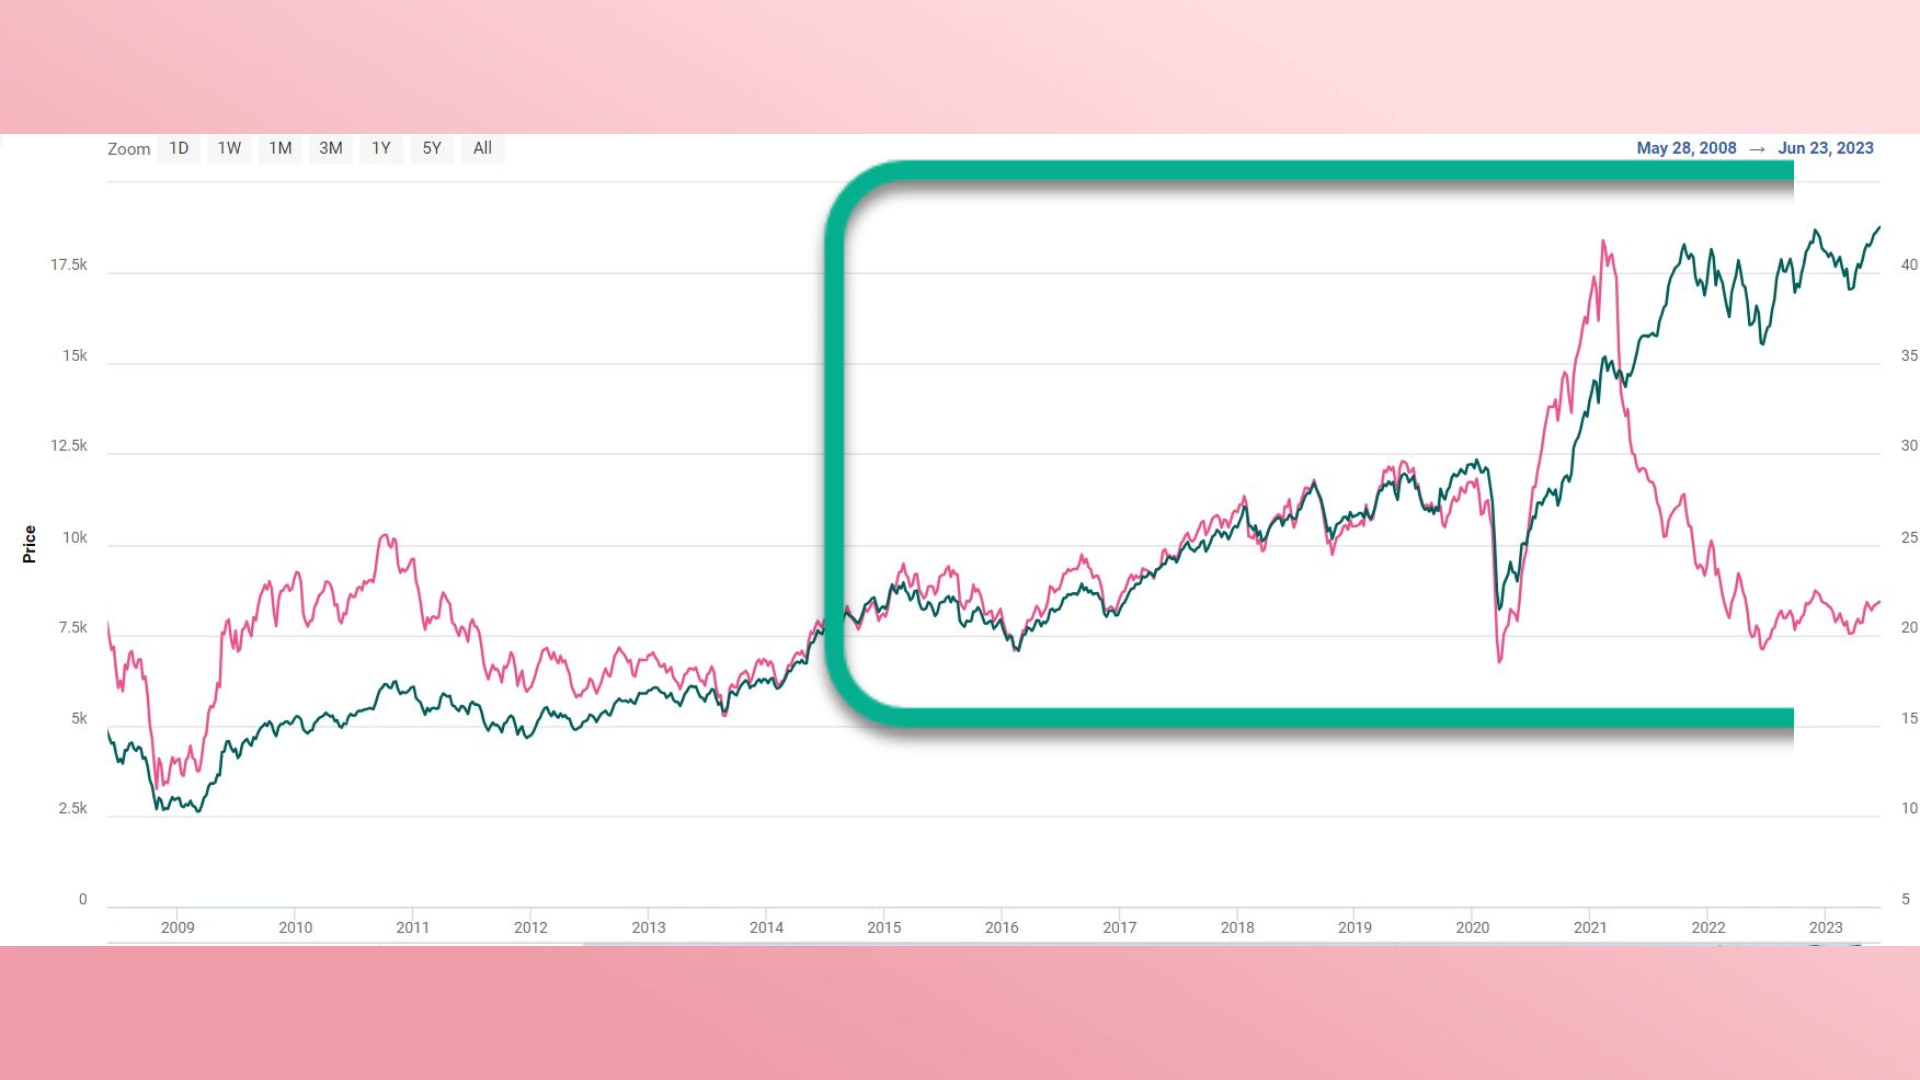 Zoom 1D 1W 1M 3M 1Y 5Y All
May 28, 2008 → Jun 23, 2023
17.5k 40
15k 35
12.5k 30
10k 25
7.5k 20
5k 15
2.5k 10
0 5
Price
2009 2010 2011 2012 2013 2014 2015 2016 2017 2018 2019 2020 2021 2022 2023